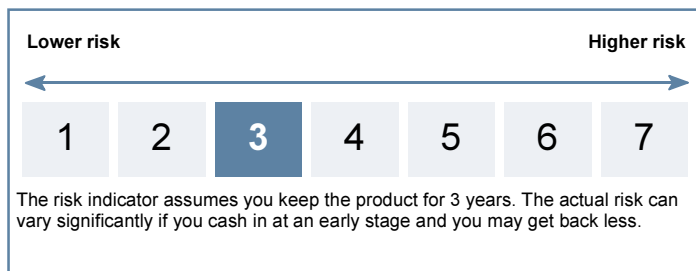 Lower risk Higher risk
1 2 3 4 5 6 7
The risk indicator assumes you keep the product for 3 years. The actual risk can
vary significantly if you cash in at an early stage and you may get back less.